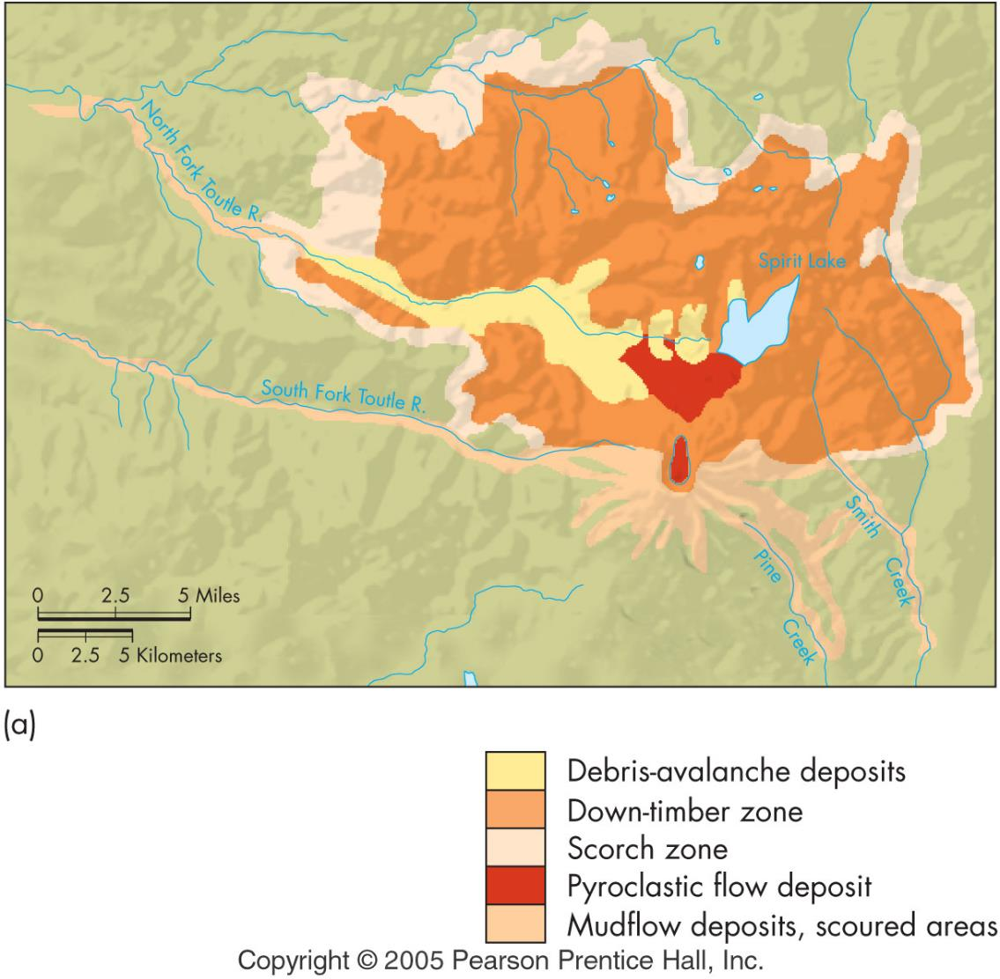 North Fork Toutle R.
Spirit Lake
South Fork Toutle R.
Smith
Creek
Pine
Creek
0 2.5 5 Miles
0 2.5 5 Kilometers
(a)
Debris-avalanche deposits
Down-timber zone
Scorch zone
Pyroclastic flow deposit
Mudflow deposits, scoured areas
Copyright © 2005 Pearson Prentice Hall, Inc.